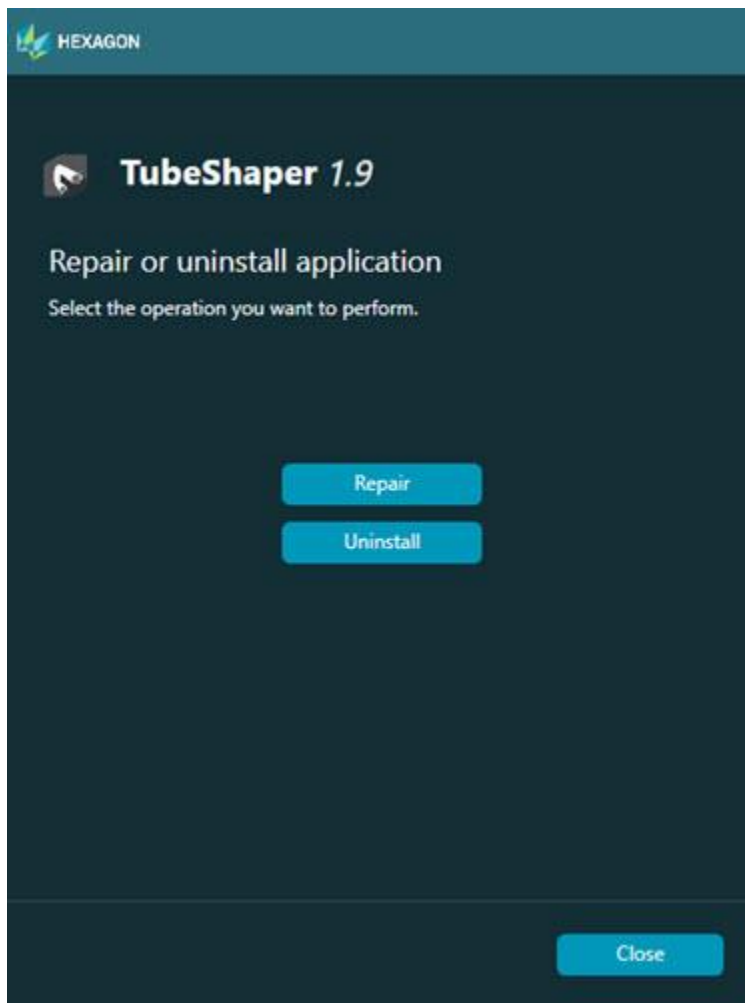 HEXAGON
TubeShaper 1.9
Repair or uninstall application
Select the operation you want to perform.
Repair
Uninstall
Close